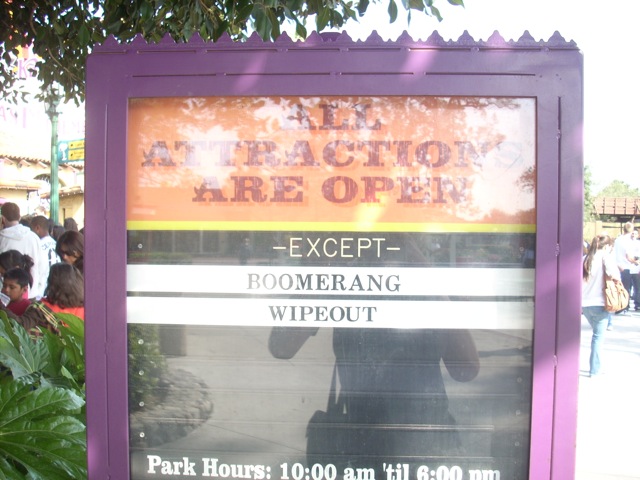 ALL
ATTRACTIONS
ARE OPEN
-EXCEPT-
BOOMERANG
WIPEOUT
Park Hours: 10:00 am 'til 6:00 pm